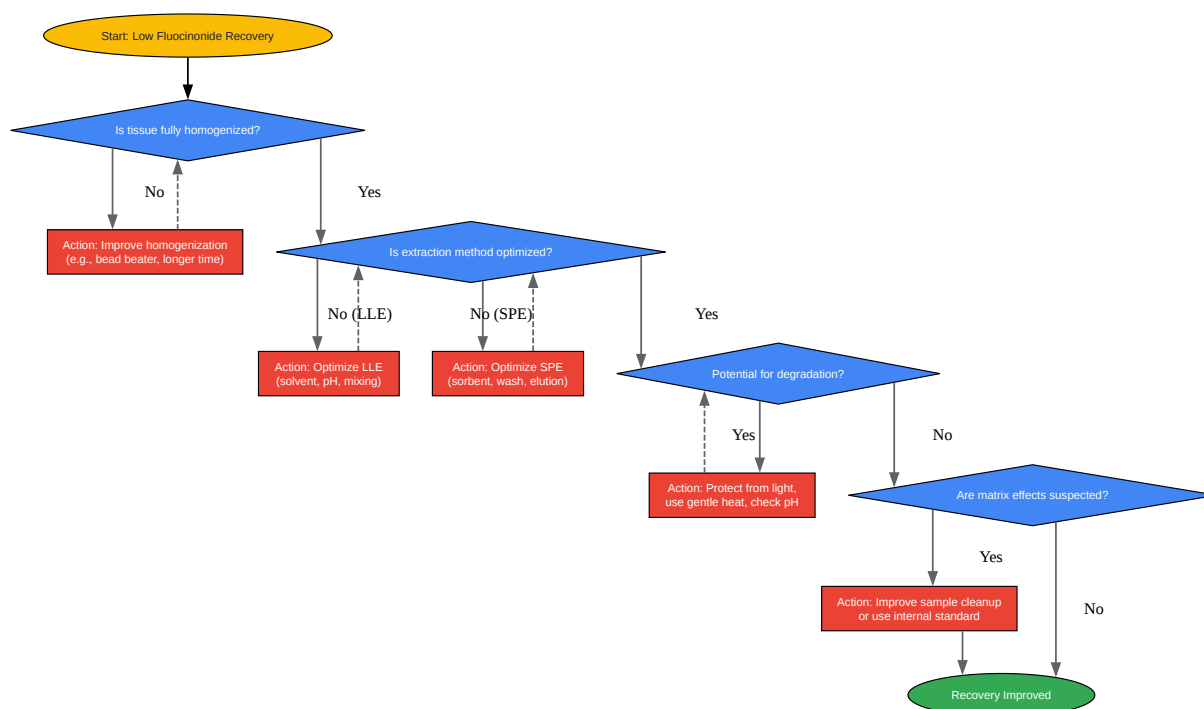 Start: Low Fluocinonide Recovery
Is tissue fully homogenized?
No
Yes
Action: Improve homogenization
(e.g., bead beater, longer time)
Is extraction method optimized?
No (LLE)
No (SPE)
Yes
Action: Optimize LLE
(solvent, pH, mixing)
Action: Optimize SPE
(sorbent, wash, elution)
Potential for degradation?
Yes
No
Action: Protect from light,
use gentle heat, check pH
Are matrix effects suspected?
Yes
No
Action: Improve sample cleanup
or use internal standard
Recovery Improved